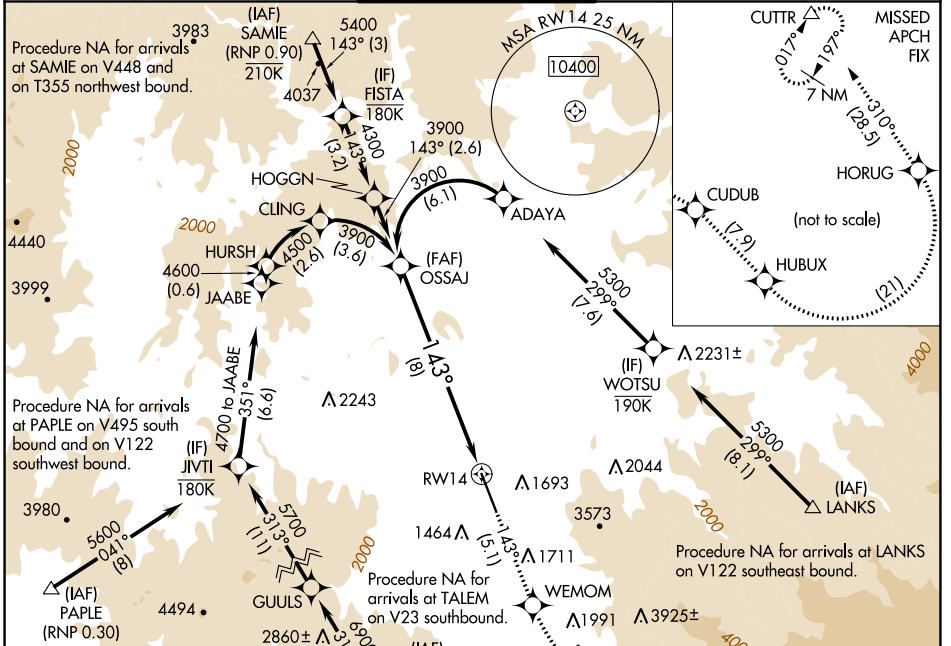 3983
Procedure NA for arrivals
at SAMIE on V448 and
on T355 northwest bound.
(IAF)
SAMIE
(RNP 0.90)
210K
5400
143° (3)
4037
(IF)
FISTA
180K
4300
143°
(3.2)
3900
143° (2.6)
HOGGN
3900
(6.1)
ADAYA
MSA RW14 25 NM
10400
CUTTR
017°
197°
7 NM
MISSED
APCH
FIX
310°
(28.5)
HORUG
CUDUB
(not to scale)
(7.9)
HUBUX
(21)
2000
2000
4440
3999
CLING
HURSH
4500
(2.6)
3900
(3.6)
4600
(0.6)
JAABE
(FAF)
OSSAJ
5300
299°
(7.6)
(IF)
WOTSU
190K
2231±
4000
143°
(8)
2243
4700 to JAABE
351°
(6.6)
Procedure NA for arrivals
at PAPLE on V495 south
bound and on V122
southwest bound.
(IF)
JIVTI
180K
5300
299°
(8.1)
(IAF)
LANKS
RW14
1693
2044
3573
2000
3980
5600
041°
(8)
5700
313°
(11)
2000
1464
143°
(5.1)
1711
Procedure NA for arrivals at LANKS
on V122 southeast bound.
(IAF)
PAPLE
(RNP 0.30)
4494
GUULS
Procedure NA for
arrivals at TALEM
on V23 southbound.
WEMOM
1991
3925±
2860±
6900
31
(IAF)
400